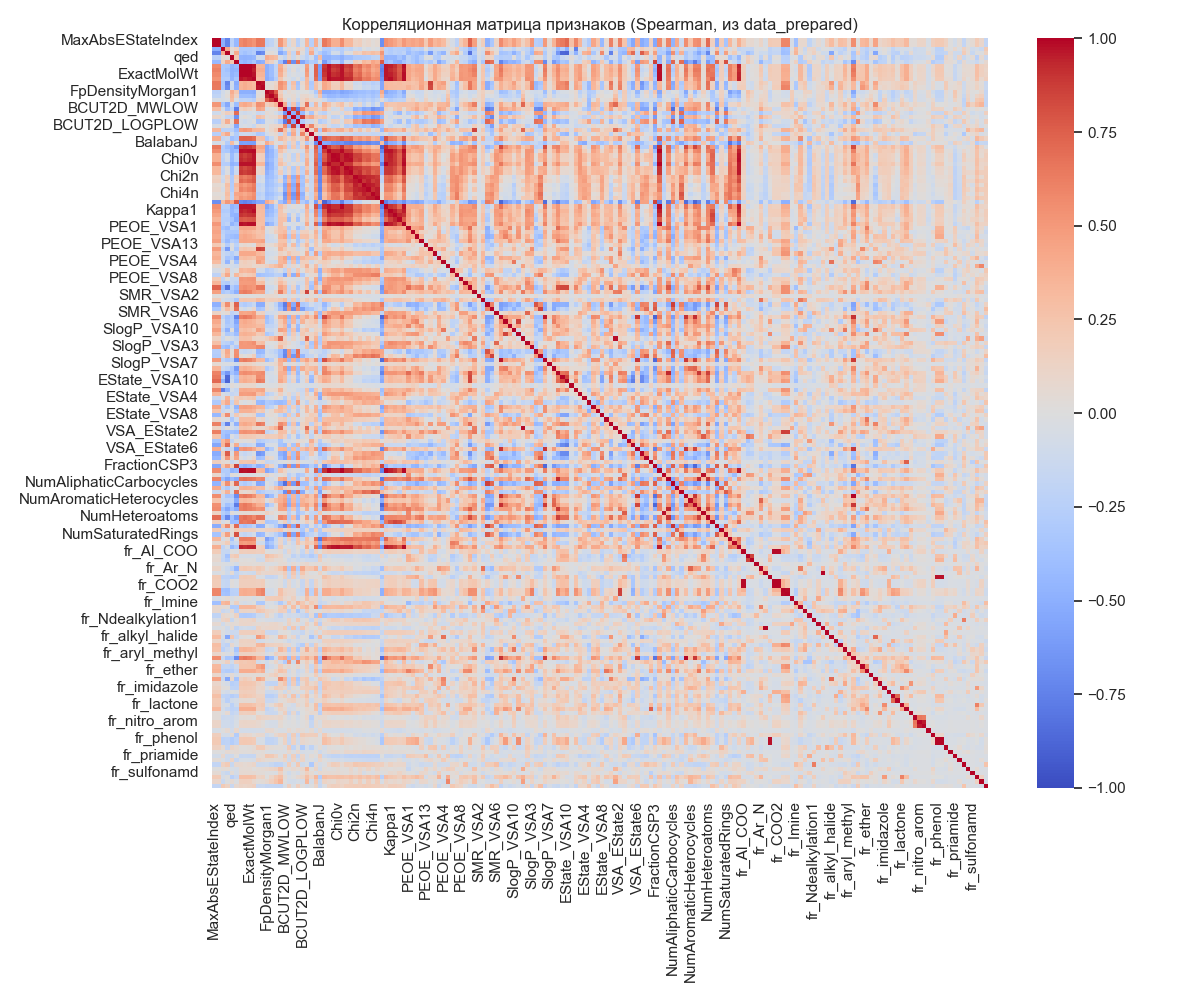 Корреляционная матрица признаков (Spearman, из data_prepared)
MaxAbsEStateIndex
qed
ExactMolWt
FpDensityMorgan1
BCUT2D_MWLOW
BCUT2D_LOGPLOW
BalabanJ
Chi0v
Chi2n
Chi4n
Kappa1
PEOE_VSA1
PEOE_VSA13
PEOE_VSA4
PEOE_VSA8
SMR_VSA2
SMR_VSA6
SlogP_VSA10
SlogP_VSA3
SlogP_VSA7
EState_VSA10
EState_VSA4
EState_VSA8
VSA_EState2
VSA_EState6
FractionCSP3
NumAliphaticCarbocycles
NumAromaticHeterocycles
NumHeteroatoms
NumSaturatedRings
fr_Al_COO
fr_Ar_N
fr_COO2
fr_Imine
fr_Ndealkylation1
fr_alkyl_halide
fr_aryl_methyl
fr_ether
fr_imidazole
fr_lactone
fr_nitro_arom
fr_phenol
fr_priamide
fr_sulfonamd
1.00
0.75
0.50
0.25
0.00
−0.25
−0.50
−0.75
−1.00
MaxAbsEStateIndex
qed
ExactMolWt
FpDensityMorgan1
BCUT2D_MWLOW
BCUT2D_LOGPLOW
BalabanJ
Chi0v
Chi2n
Chi4n
Kappa1
PEOE_VSA1
PEOE_VSA13
PEOE_VSA4
PEOE_VSA8
SMR_VSA2
SMR_VSA6
SlogP_VSA10
SlogP_VSA3
SlogP_VSA7
EState_VSA10
EState_VSA4
EState_VSA8
VSA_EState2
VSA_EState6
FractionCSP3
NumAliphaticCarbocycles
NumAromaticHeterocycles
NumHeteroatoms
NumSaturatedRings
fr_Al_COO
fr_Ar_N
fr_COO2
fr_Imine
fr_Ndealkylation1
fr_alkyl_halide
fr_aryl_methyl
fr_ether
fr_imidazole
fr_lactone
fr_nitro_arom
fr_phenol
fr_priamide
fr_sulfonamd